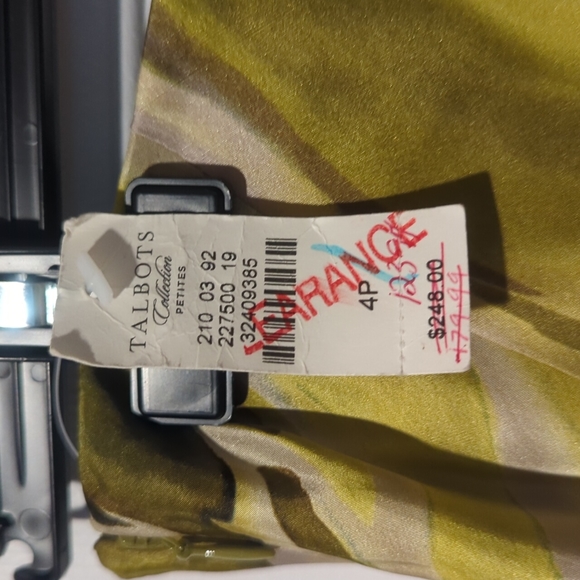 TALBOTS
Collection
PETITES
210 03 92
227500 19
32409385
CLEARANCE
4P
$248.00
174.99